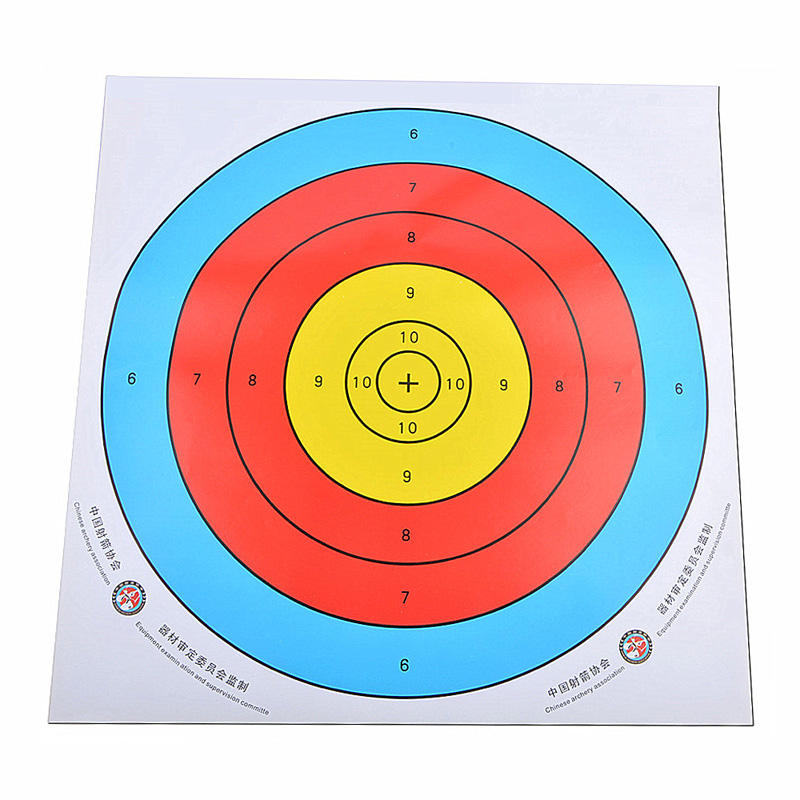 6
7
8
9
10
6 7 8 9 10 + 10 9 8 7 6
10
9
8
7
6
中国射箭协会
Chinese archery association
器材审定委员会监制
Equipment examination and supervision committe
中国射箭协会
Chinese archery association
器材审定委员会监制
Equipment examination and supervision committe